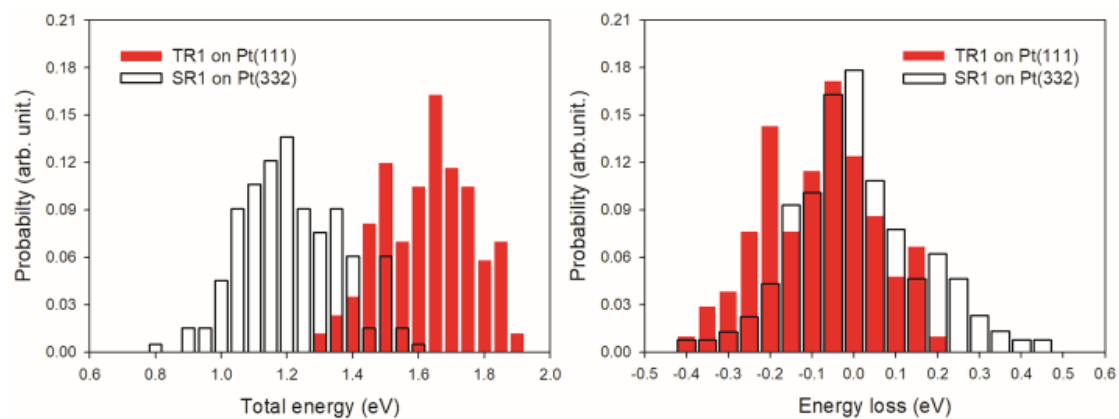 0.21
0.18
0.15
0.12
0.09
0.06
0.03
0.00
Probability (arb. unit.)
TR1 on Pt(111)
SR1 on Pt(332)
0.6 0.8 1.0 1.2 1.4 1.6 1.8 2.0
Total energy (eV)
0.21
0.18
0.15
0.12
0.09
0.06
0.03
0.00
Probability (arb.unit.)
TR1 on Pt(111)
SR1 on Pt(332)
-0.5 -0.4 -0.3 -0.2 -0.1 0.0 0.1 0.2 0.3 0.4 0.5 0.6
Energy loss (eV)